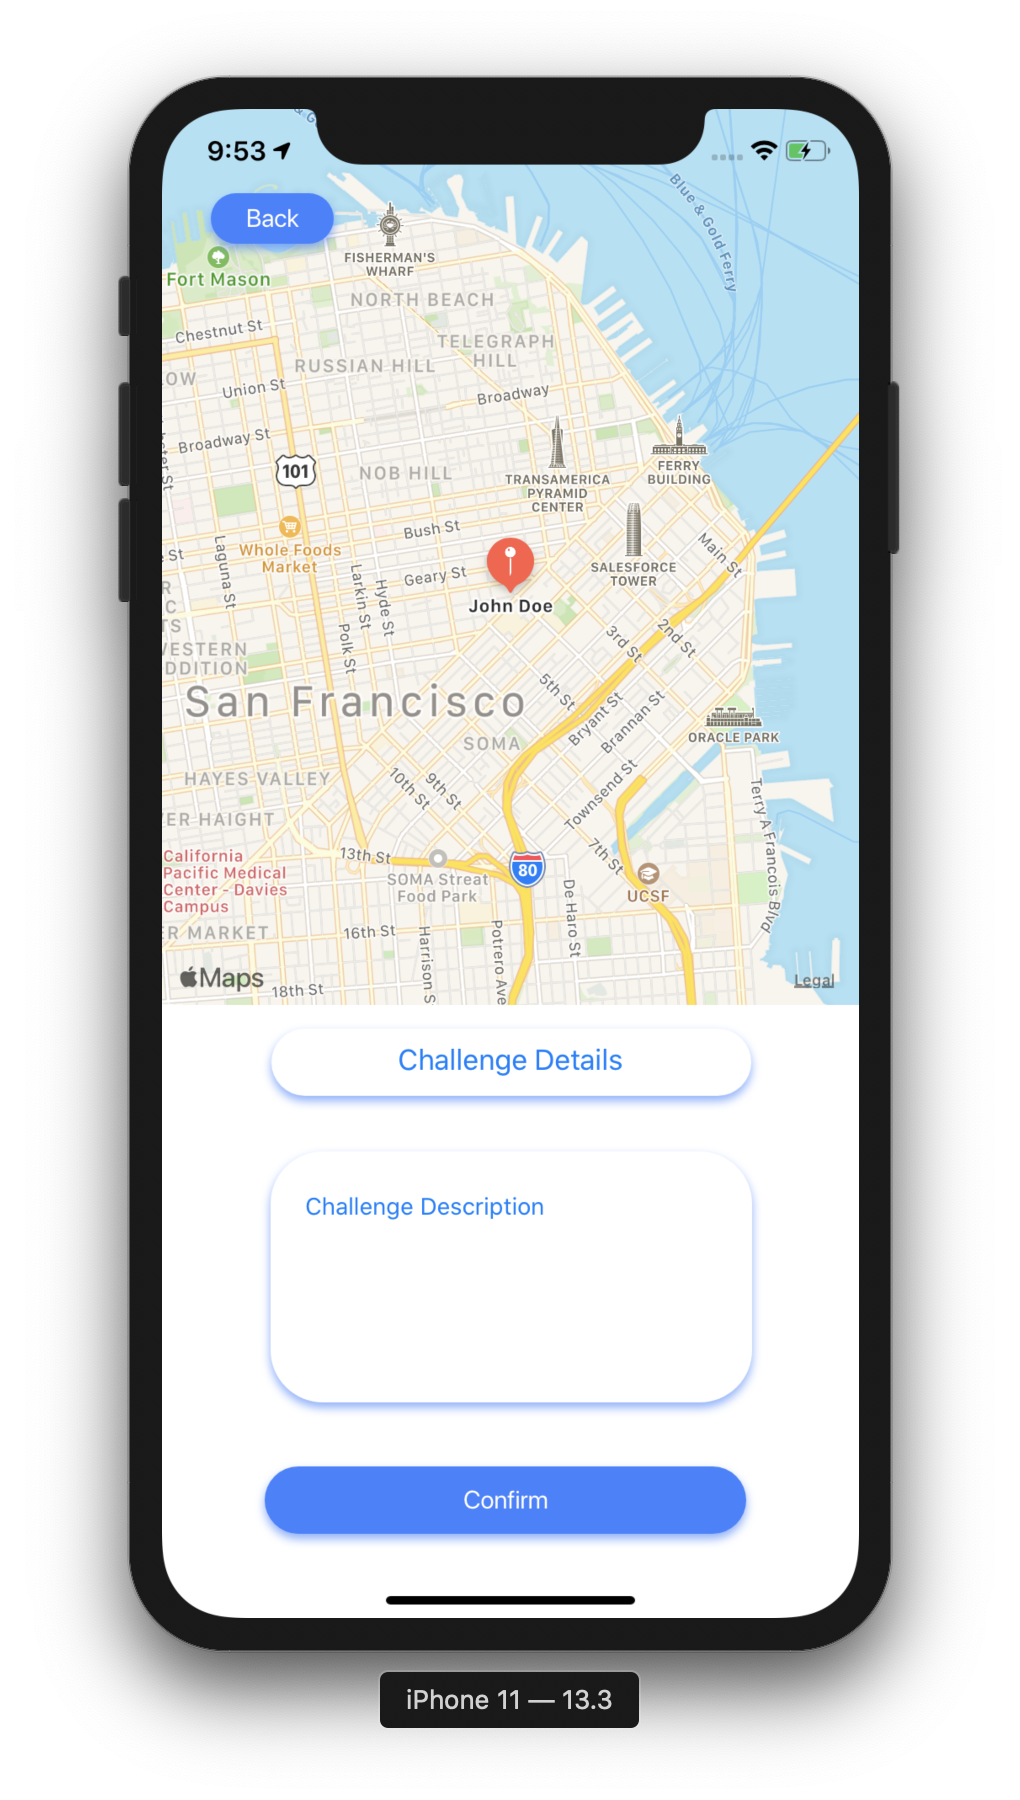 9:53
Back
Blue & Gold Ferry
FISHERMAN'S
WHARF
Fort Mason
NORTH BEACH
Chestnut St
TELEGRAPH
HILL
RUSSIAN HILL
OW
Union St
Broadway
Broadway St
101
NOB HILL
TRANSAMERICA
PYRAMID
CENTER
FERRY
BUILDING
Bush St
Main St
Whole Foods
Market
St
Laguna St
Larkin St
Hyde St
Geary St
SALESFORCE
TOWER
John Doe
Polk St
3rd St
2nd St
WESTERN
DDITION
San Francisco
5th St
Bryant St
Brannan St
SOMA
ORACLE PARK
HAYES VALLEY
10th St
9th St
Townsend St
Terry A Francois Blvd
ER HAIGHT
13th St
7th St
California
Pacific Medical
Center - Davies
Campus
SOMA Streat
Food Park
80
UCSF
De Haro St
R MARKET
16th St
Harrison S
Potrero Ave
Maps
18th St
Legal
Challenge Details
Challenge Description
Confirm
iPhone 11 — 13.3